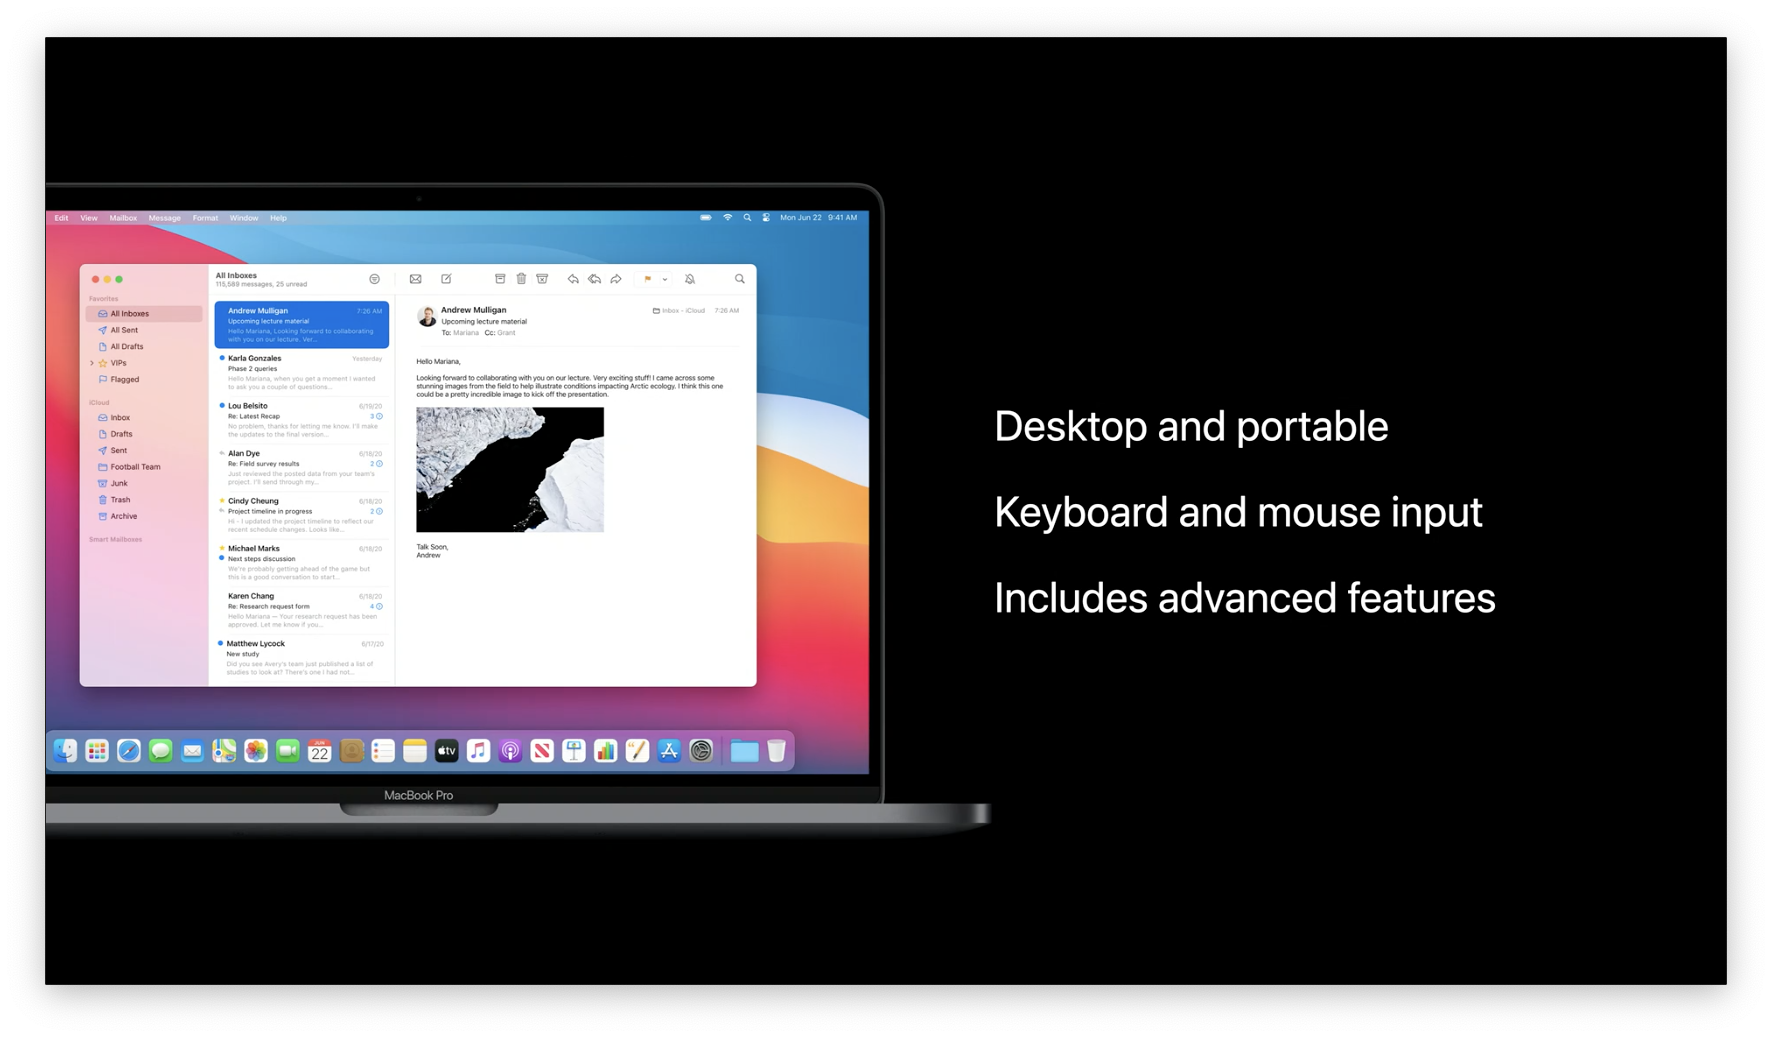 Edit View Mailbox Message Format Window Help
Mon Jun 22 9:41 AM
Favorites
All Inboxes
All Sent
All Drafts
VIPs
Flagged
iCloud
Inbox
Drafts
Sent
Football Team
Junk
Trash
Archive
Smart Mailboxes
All Inboxes
115,589 messages, 25 unread
Andrew Mulligan 7:26 AM
Upcoming lecture material
Hello Mariana, Looking forward to collaborating
with you on our lecture. Ver...
Karla Gonzales Yesterday
Phase 2 queries
Hello Mariana, when you get a moment I wanted
to ask you a couple of questions...
Lou Belsito 6/19/20
Re: Latest Recap 3
No problem, thanks for letting me know. I'll make
the updates to the final version...
Alan Dye 6/18/20
Re: Field survey results 2
Just reviewed the posted date from your team's
project. I'll send through my...
Cindy Cheung 6/18/20
Project timeline in progress 2
Hi - I updated the project timeline to reflect our
recent schedule changes. Looks like...
Michael Marks 6/18/20
Next steps discussion
We're probably getting ahead of the game but
this is a good conversation to start...
Karen Chang 6/18/20
Re: Research request form 4
Hello Mariana — Your research request has been
approved. Let me know if you...
Matthew Lycock 6/17/20
New study
Did you see Avery's team just published a list of
studies to look at? There's one I had not...
Andrew Mulligan Inbox - iCloud 7:26 AM
Upcoming lecture material
To: Mariana Cc: Grant
Hello Mariana,
Looking forward to collaborating with you on our lecture. Very exciting stuff! I came across some
stunning images from the field to help illustrate conditions impacting Arctic ecology. I think this one
could be a pretty incredible image to kick off the presentation.
Talk Soon,
Andrew
JUN
22
tv
MacBook Pro
Desktop and portable
Keyboard and mouse input
Includes advanced features